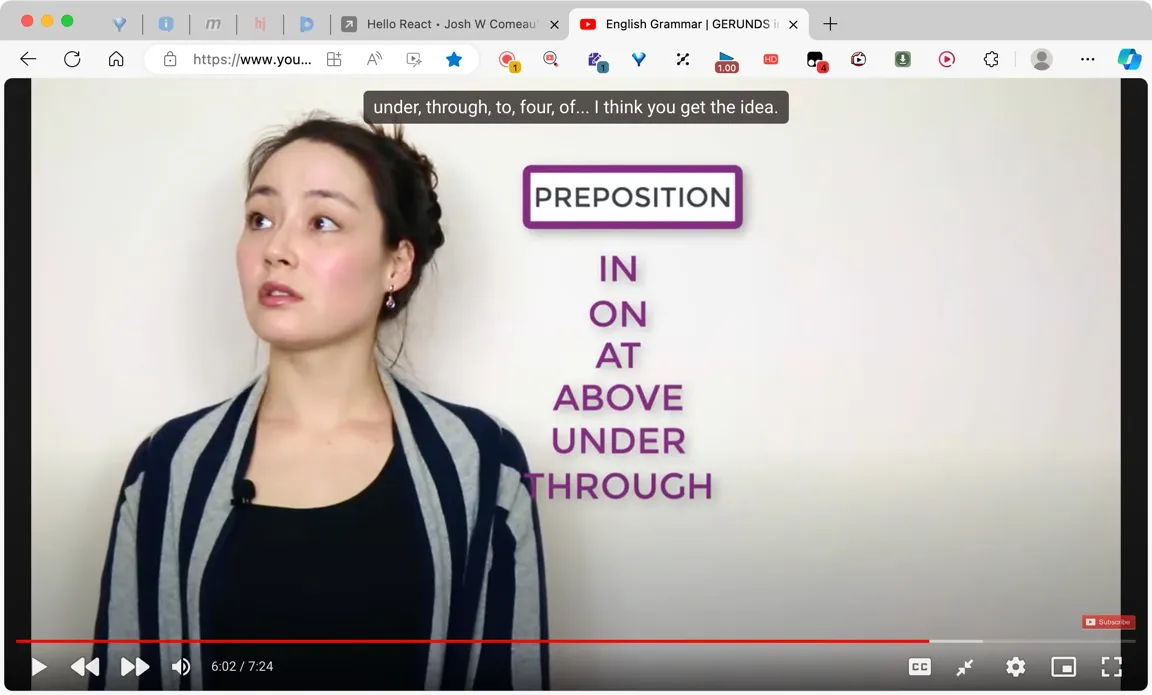 m
hj
Hello React • Josh W Comeau'
English Grammar | GERUNDS i
https://www.you...
A
1
1
1.00
HD
4
under, through, to, four, of... I think you get the idea.
PREPOSITION
IN
ON
AT
ABOVE
UNDER
THROUGH
Subscribe
6:02 / 7:24
CC